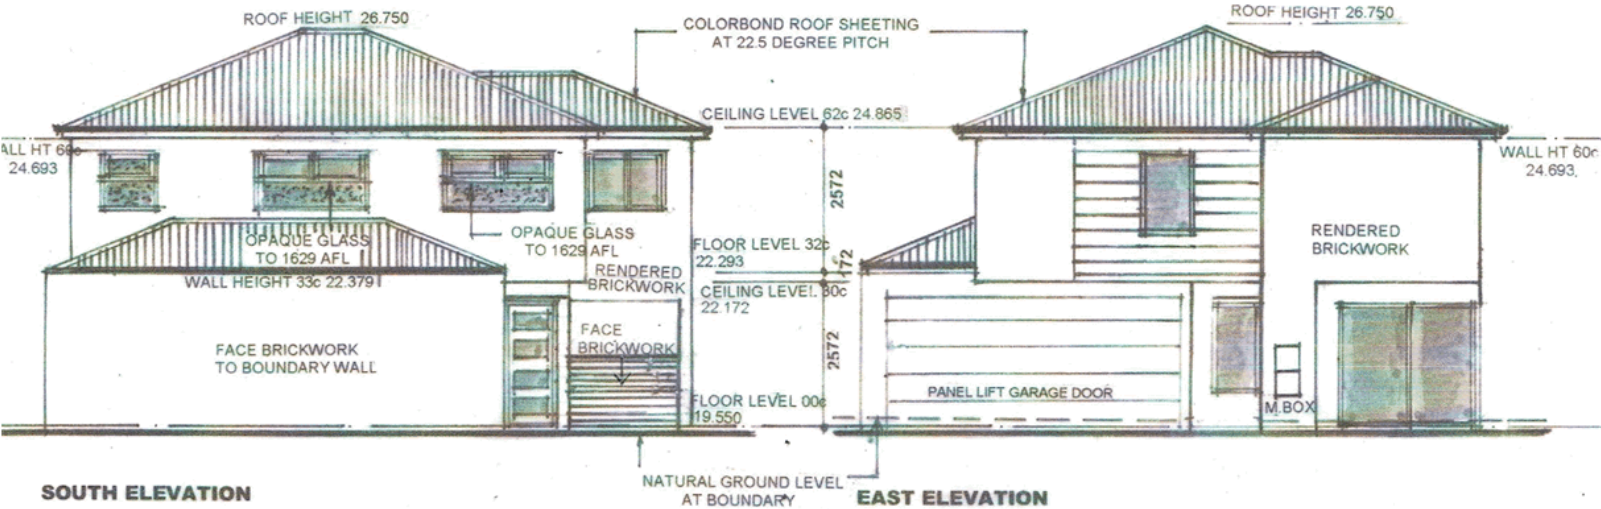 ROOF HEIGHT 26.750
COLORBOND ROOF SHEETING
AT 22.5 DEGREE PITCH
ROOF HEIGHT 26.750
CEILING LEVEL 62c 24.865
ALL HT 60c
24.693
WALL HT 60c
24.693,
2572
OPAQUE GLASS
TO 1629 AFL
OPAQUE GLASS
TO 1629 AFL
FLOOR LEVEL 32c
22.293
172
RENDERED
BRICKWORK
RENDERED
BRICKWORK
WALL HEIGHT 33c 22.379
CEILING LEVEL 30c
22.172
2572
FACE BRICKWORK
TO BOUNDARY WALL
FACE
BRICKWORK
FLOOR LEVEL 00c
19.550
PANEL LIFT GARAGE DOOR
M.BOX
NATURAL GROUND LEVEL
AT BOUNDARY
SOUTH ELEVATION
EAST ELEVATION